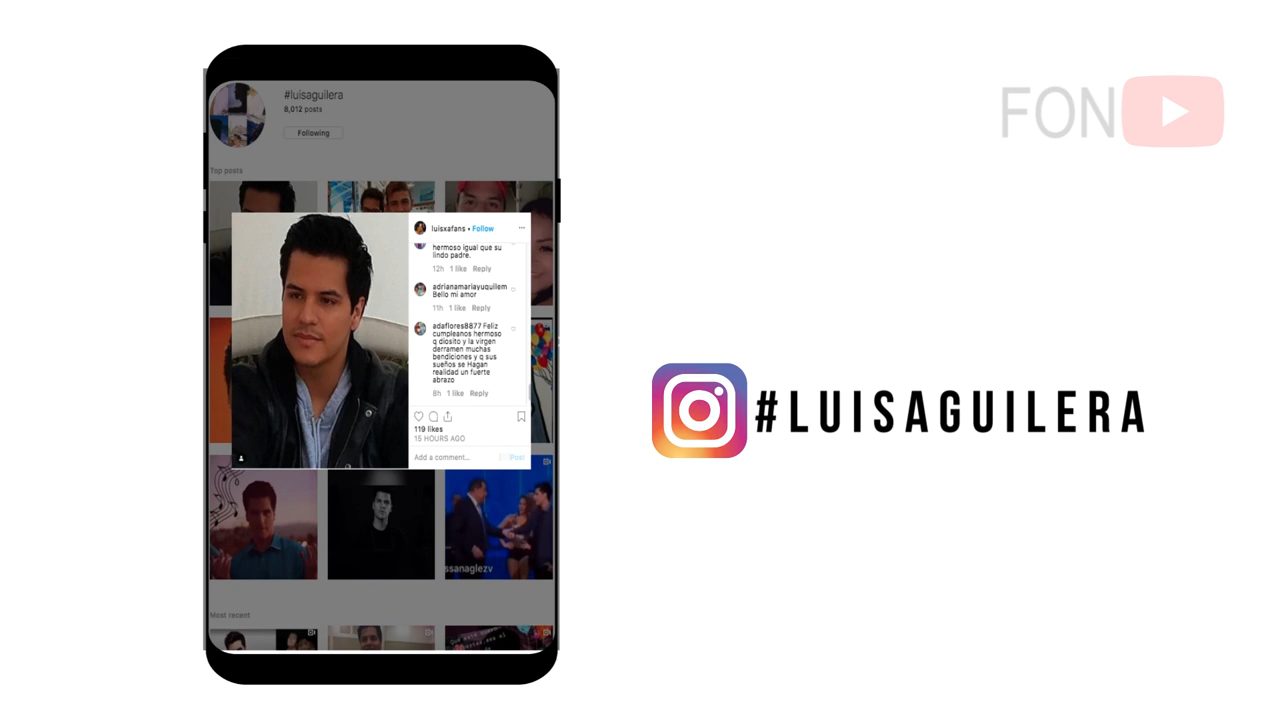 #luisaguilera
8,012 posts
Following
Top posts
luisxafans • Follow
hermoso igual que su
lindo padre.
12h 1 like Reply
adrianamariayuquilem
Bello mi amor
11h 1 like Reply
adaflores8877 Feliz
cumpleanos hermoso
q diosito y la virgen
derramen muchas
bendiciones y q sus
sueños se Hagan
realidad un fuerte
abrazo
8h 1 like Reply
119 likes
15 HOURS AGO
Add a comment... Post
ssanaglezv
Most recent
FON
#LUISAGUILERA